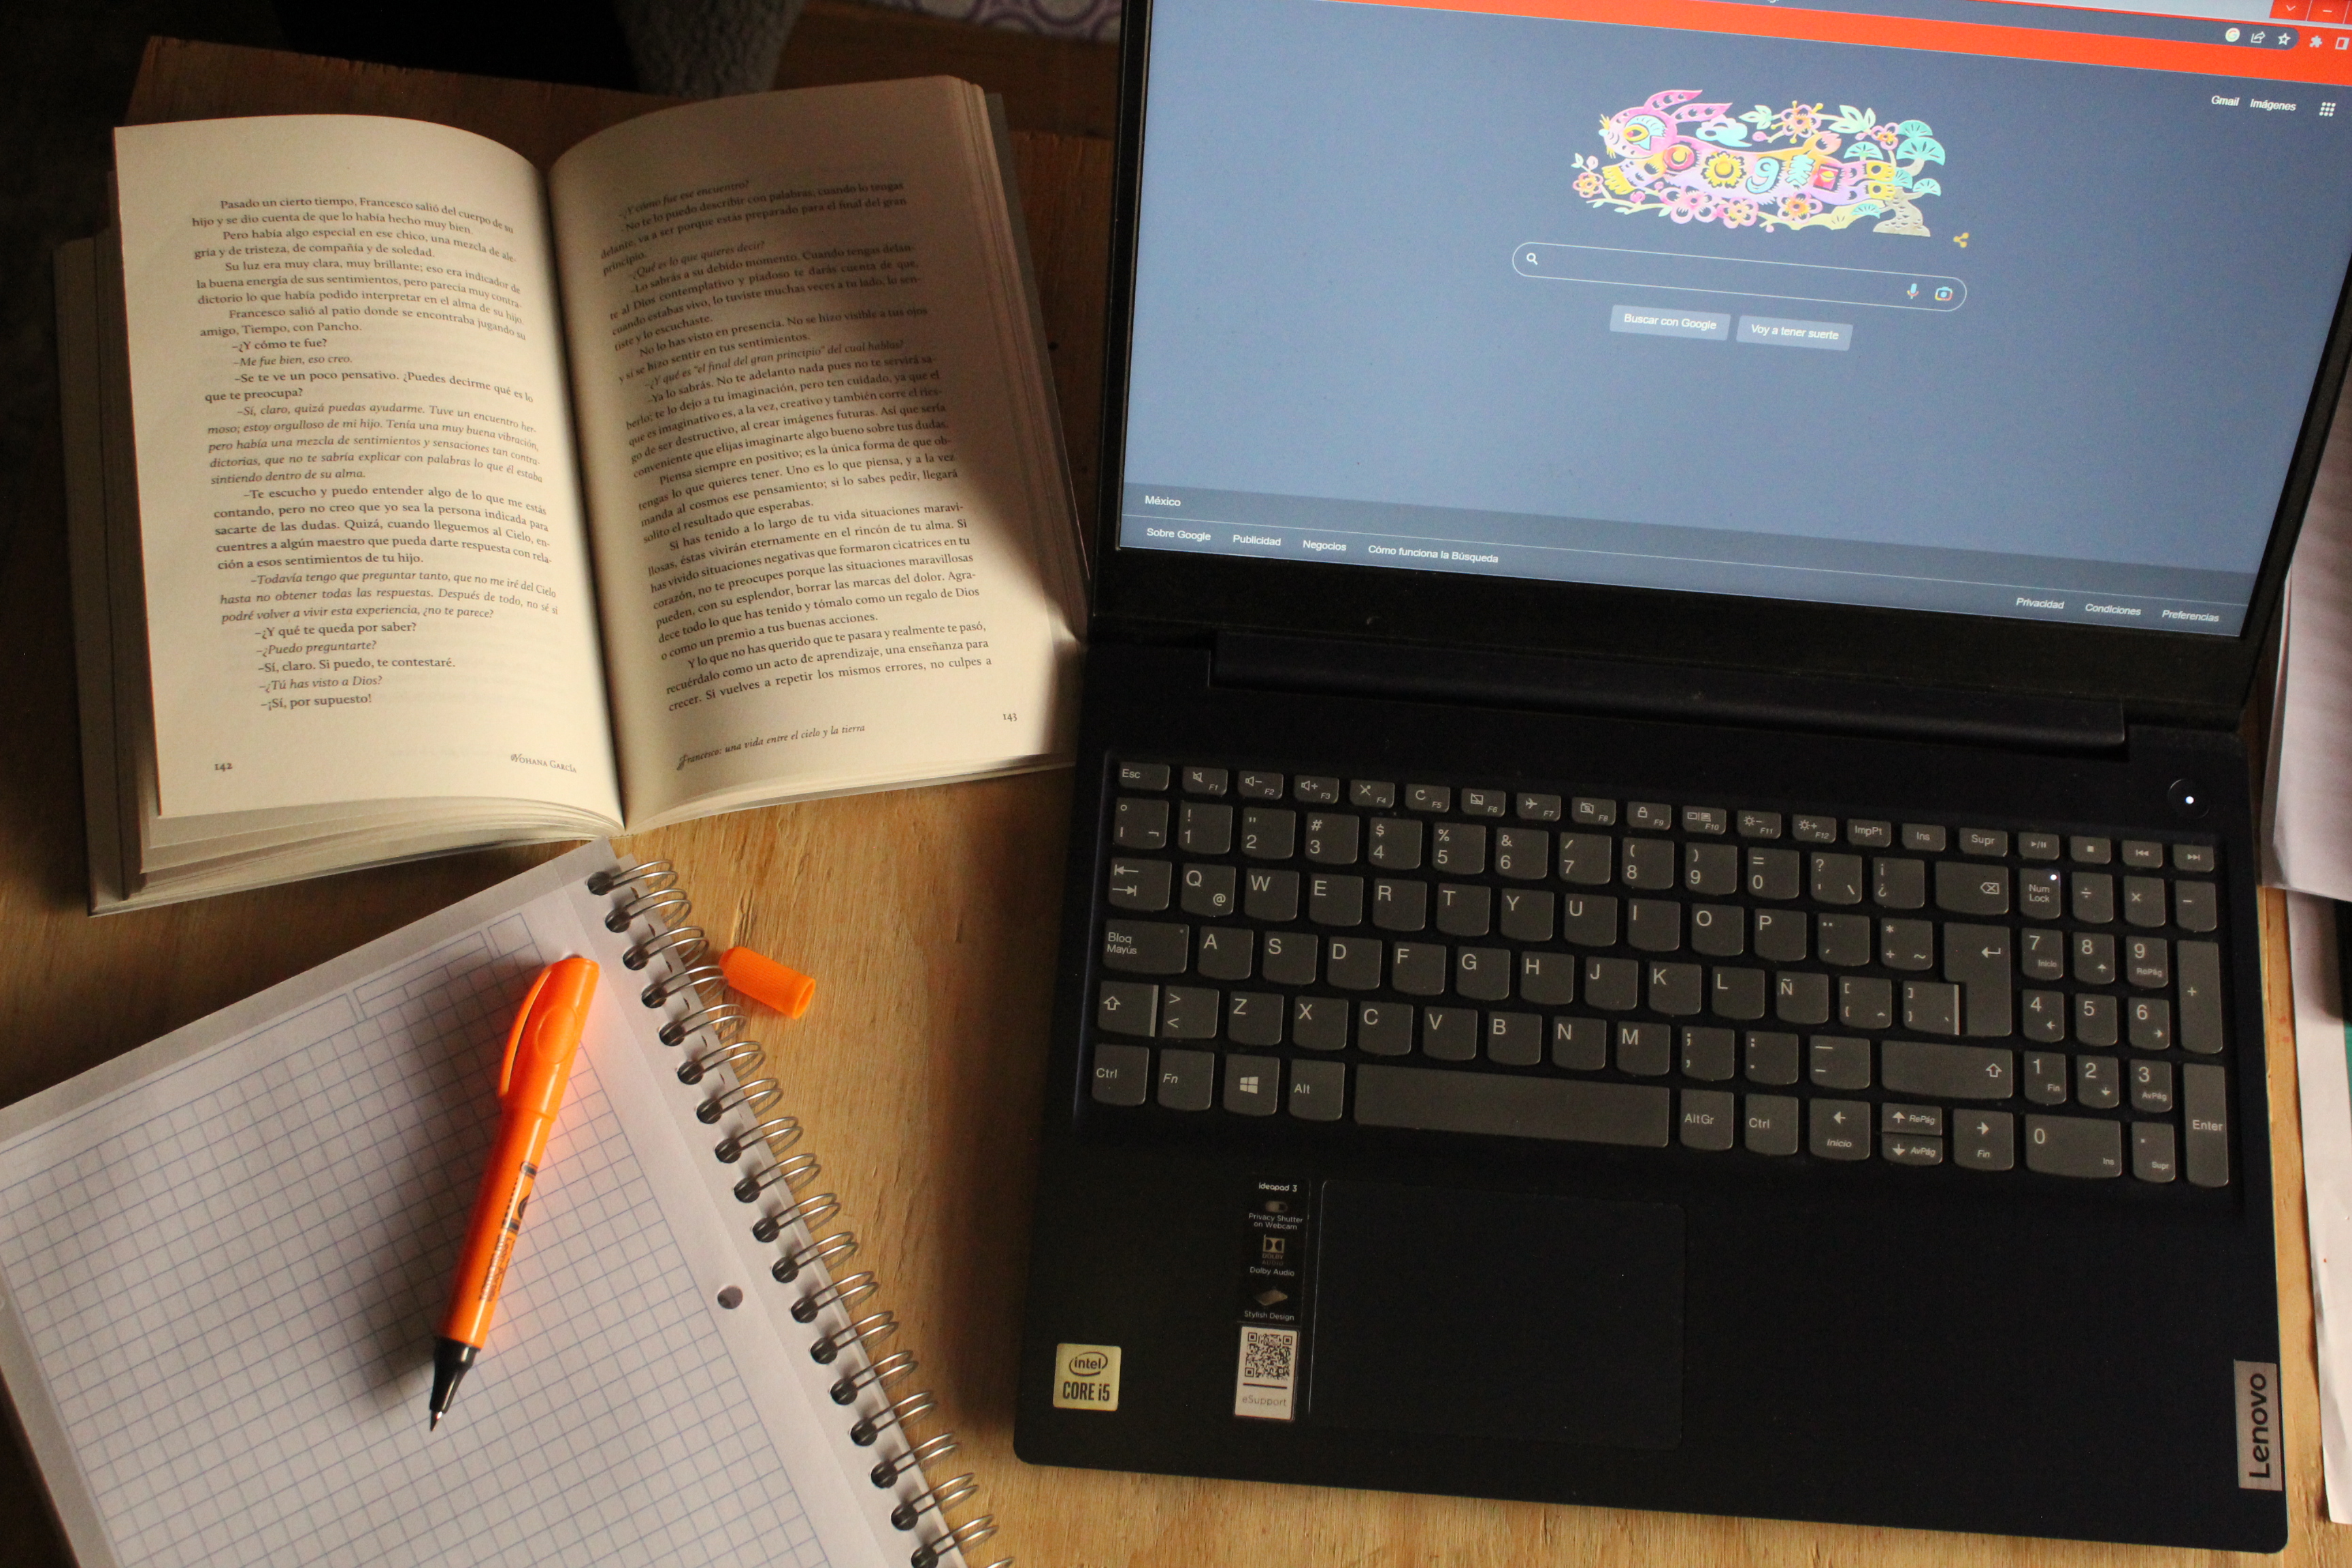 Pasado un cierto tiempo, Francesco salió del cuerpo de su
hijo y se dio cuenta de que lo había hecho muy bien.
Pero había algo especial en ese chico, una mezcla de ale-
gría y de tristeza, de compañía y de soledad.
Su luz era muy clara, muy brillante; eso era indicador de
la buena energía de sus sentimientos, pero parecía muy contra-
dictorio lo que había podido interpretar en el alma de su hijo.
Francesco salió al patio donde se encontraba jugando su
amigo, Tiempo, con Pancho.
–¿Y cómo te fue?
–Me fue bien, eso creo.
–Se te ve un poco pensativo. ¿Puedes decirme qué es lo
que te preocupa?
–Sí, claro, quizá puedas ayudarme. Tuve un encuentro her-
moso; estoy orgulloso de mi hijo. Tenía una muy buena vibración,
pero había una mezcla de sentimientos y sensaciones tan contra-
dictorias, que no te sabría explicar con palabras lo que él estaba
sintiendo dentro de su alma.
–Te escucho y puedo entender algo de lo que me estás
contando, pero no creo que yo sea la persona indicada para
sacarte de las dudas. Quizá, cuando lleguemos al Cielo, en-
cuentres a algún maestro que pueda darte respuesta con rela-
ción a esos sentimientos de tu hijo.
–Todavía tengo que preguntar tanto, que no me iré del Cielo
hasta no obtener todas las respuestas. Después de todo, no sé si
podré volver a vivir esta experiencia, ¿no te parece?
–¿Y qué te queda por saber?
–¿Puedo preguntarte?
–Sí, claro. Si puedo, te contestaré.
–¿Tú has visto a Dios?
–¡Sí, por supuesto!
142
YOHANA GARCÍA
–¿Y cómo fue ese encuentro?
–No te lo puedo describir con palabras, cuando lo tengas
delante, va a ser porque estás preparado para el final del gran
principio.
–¿Qué es lo que quieres decir?
–Lo sabrás a su debido momento. Cuando tengas delan-
te al Dios contemplativo y piadoso te darás cuenta de que,
cuando estabas vivo, lo tuviste muchas veces a tu lado, lo sen-
tiste y lo escuchaste.
No lo has visto en presencia. No se hizo visible a tus ojos
y sí se hizo sentir en tus sentimientos.
–¿Y qué es "el final del gran principio" del cual hablas?
–Ya lo sabrás. No te adelanto nada pues no te servirá sa-
berlo; te lo dejo a tu imaginación, pero ten cuidado, ya que el
que es imaginativo es, a la vez, creativo y también corre el ries-
go de ser destructivo, al crear imágenes futuras. Así que sería
conveniente que elijas imaginarte algo bueno sobre tus dudas.
Piensa siempre en positivo; es la única forma de que ob-
tengas lo que quieres tener. Uno es lo que piensa, y a la vez
manda al cosmos ese pensamiento; si lo sabes pedir, llegará
solito el resultado que esperabas.
Si has tenido a lo largo de tu vida situaciones maravi-
llosas, éstas vivirán eternamente en el rincón de tu alma. Si
has vivido situaciones negativas que formaron cicatrices en tu
corazón, no te preocupes porque las situaciones maravillosas
pueden, con su esplendor, borrar las marcas del dolor. Agra-
dece todo lo que has tenido y tómalo como un regalo de Dios
o como un premio a tus buenas acciones.
Y lo que no has querido que te pasara y realmente te pasó,
recuérdalo como un acto de aprendizaje, una enseñanza para
crecer. Si vuelves a repetir los mismos errores, no culpes a
Francesco: una vida entre el cielo y la tierra
143
Gmail Imágenes
Buscar con Google
Voy a tener suerte
México
Sobre Google Publicidad Negocios Cómo funciona la Búsqueda
Privacidad Condiciones Preferencias
Esc F1 F2 F3 F4 F5 F6 F7 F8 F9 F10 F11 F12 ImpPt Ins Supr
1 2 3 4 5 6 7 8 9 0 Num Lock
Q W E R T Y U I O P 7 8 9
Bloq Mayús A S D F G H J K L Ñ 4 5 6
Z X C V B N M 1 2 3
Ctrl Fn Alt AltGr Ctrl Inicio RePág AvPág Fin 0 Ins Supr Enter
ideapad 3
Privacy Shutter
on Webcam
DOLBY
AUDIO
Dolby Audio
Stylish Design
eSupport
intel
CORE i5
Lenovo